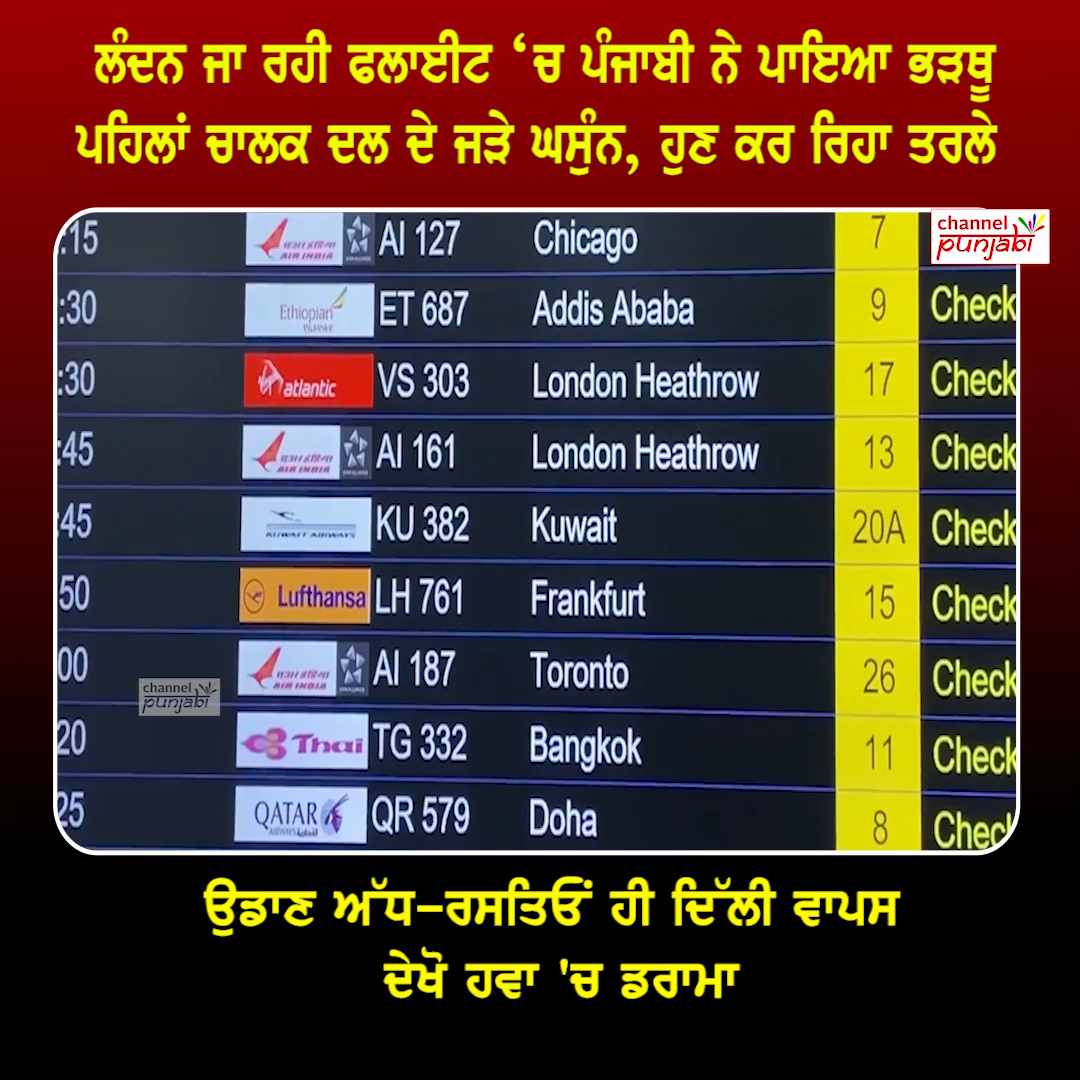 ਲੰਦਨ ਜਾ ਰਹੀ ਫਲਾਈਟ ‘ਚ ਪੰਜਾਬੀ ਨੇ ਪਾਇਆ ਭੜਥੂ
ਪਹਿਲਾਂ ਚਾਲਕ ਦਲ ਦੇ ਜੜੇ ਘਸੁੰਨ, ਹੁਣ ਕਰ ਰਿਹਾ ਤਰਲੇ
channel
punjabi
:15 AIR INDIA AI 127 Chicago 7
:30 Ethiopian ET 687 Addis Ababa 9 Check
:30 atlantic VS 303 London Heathrow 17 Check
:45 AIR INDIA AI 161 London Heathrow 13 Check
:45 KUWAIT AIRWAYS KU 382 Kuwait 20A Check
50 Lufthansa LH 761 Frankfurt 15 Check
00 AIR INDIA AI 187 Toronto 26 Check
channel
punjabi
20 THAI TG 332 Bangkok 11 Check
25 QATAR AIRWAYS QR 579 Doha 8 Check
ਉਡਾਣ ਅੱਧ-ਰਸਤਿਓਂ ਹੀ ਦਿੱਲੀ ਵਾਪਸ
ਦੇਖੋ ਹਵਾ 'ਚ ਡਰਾਮਾ